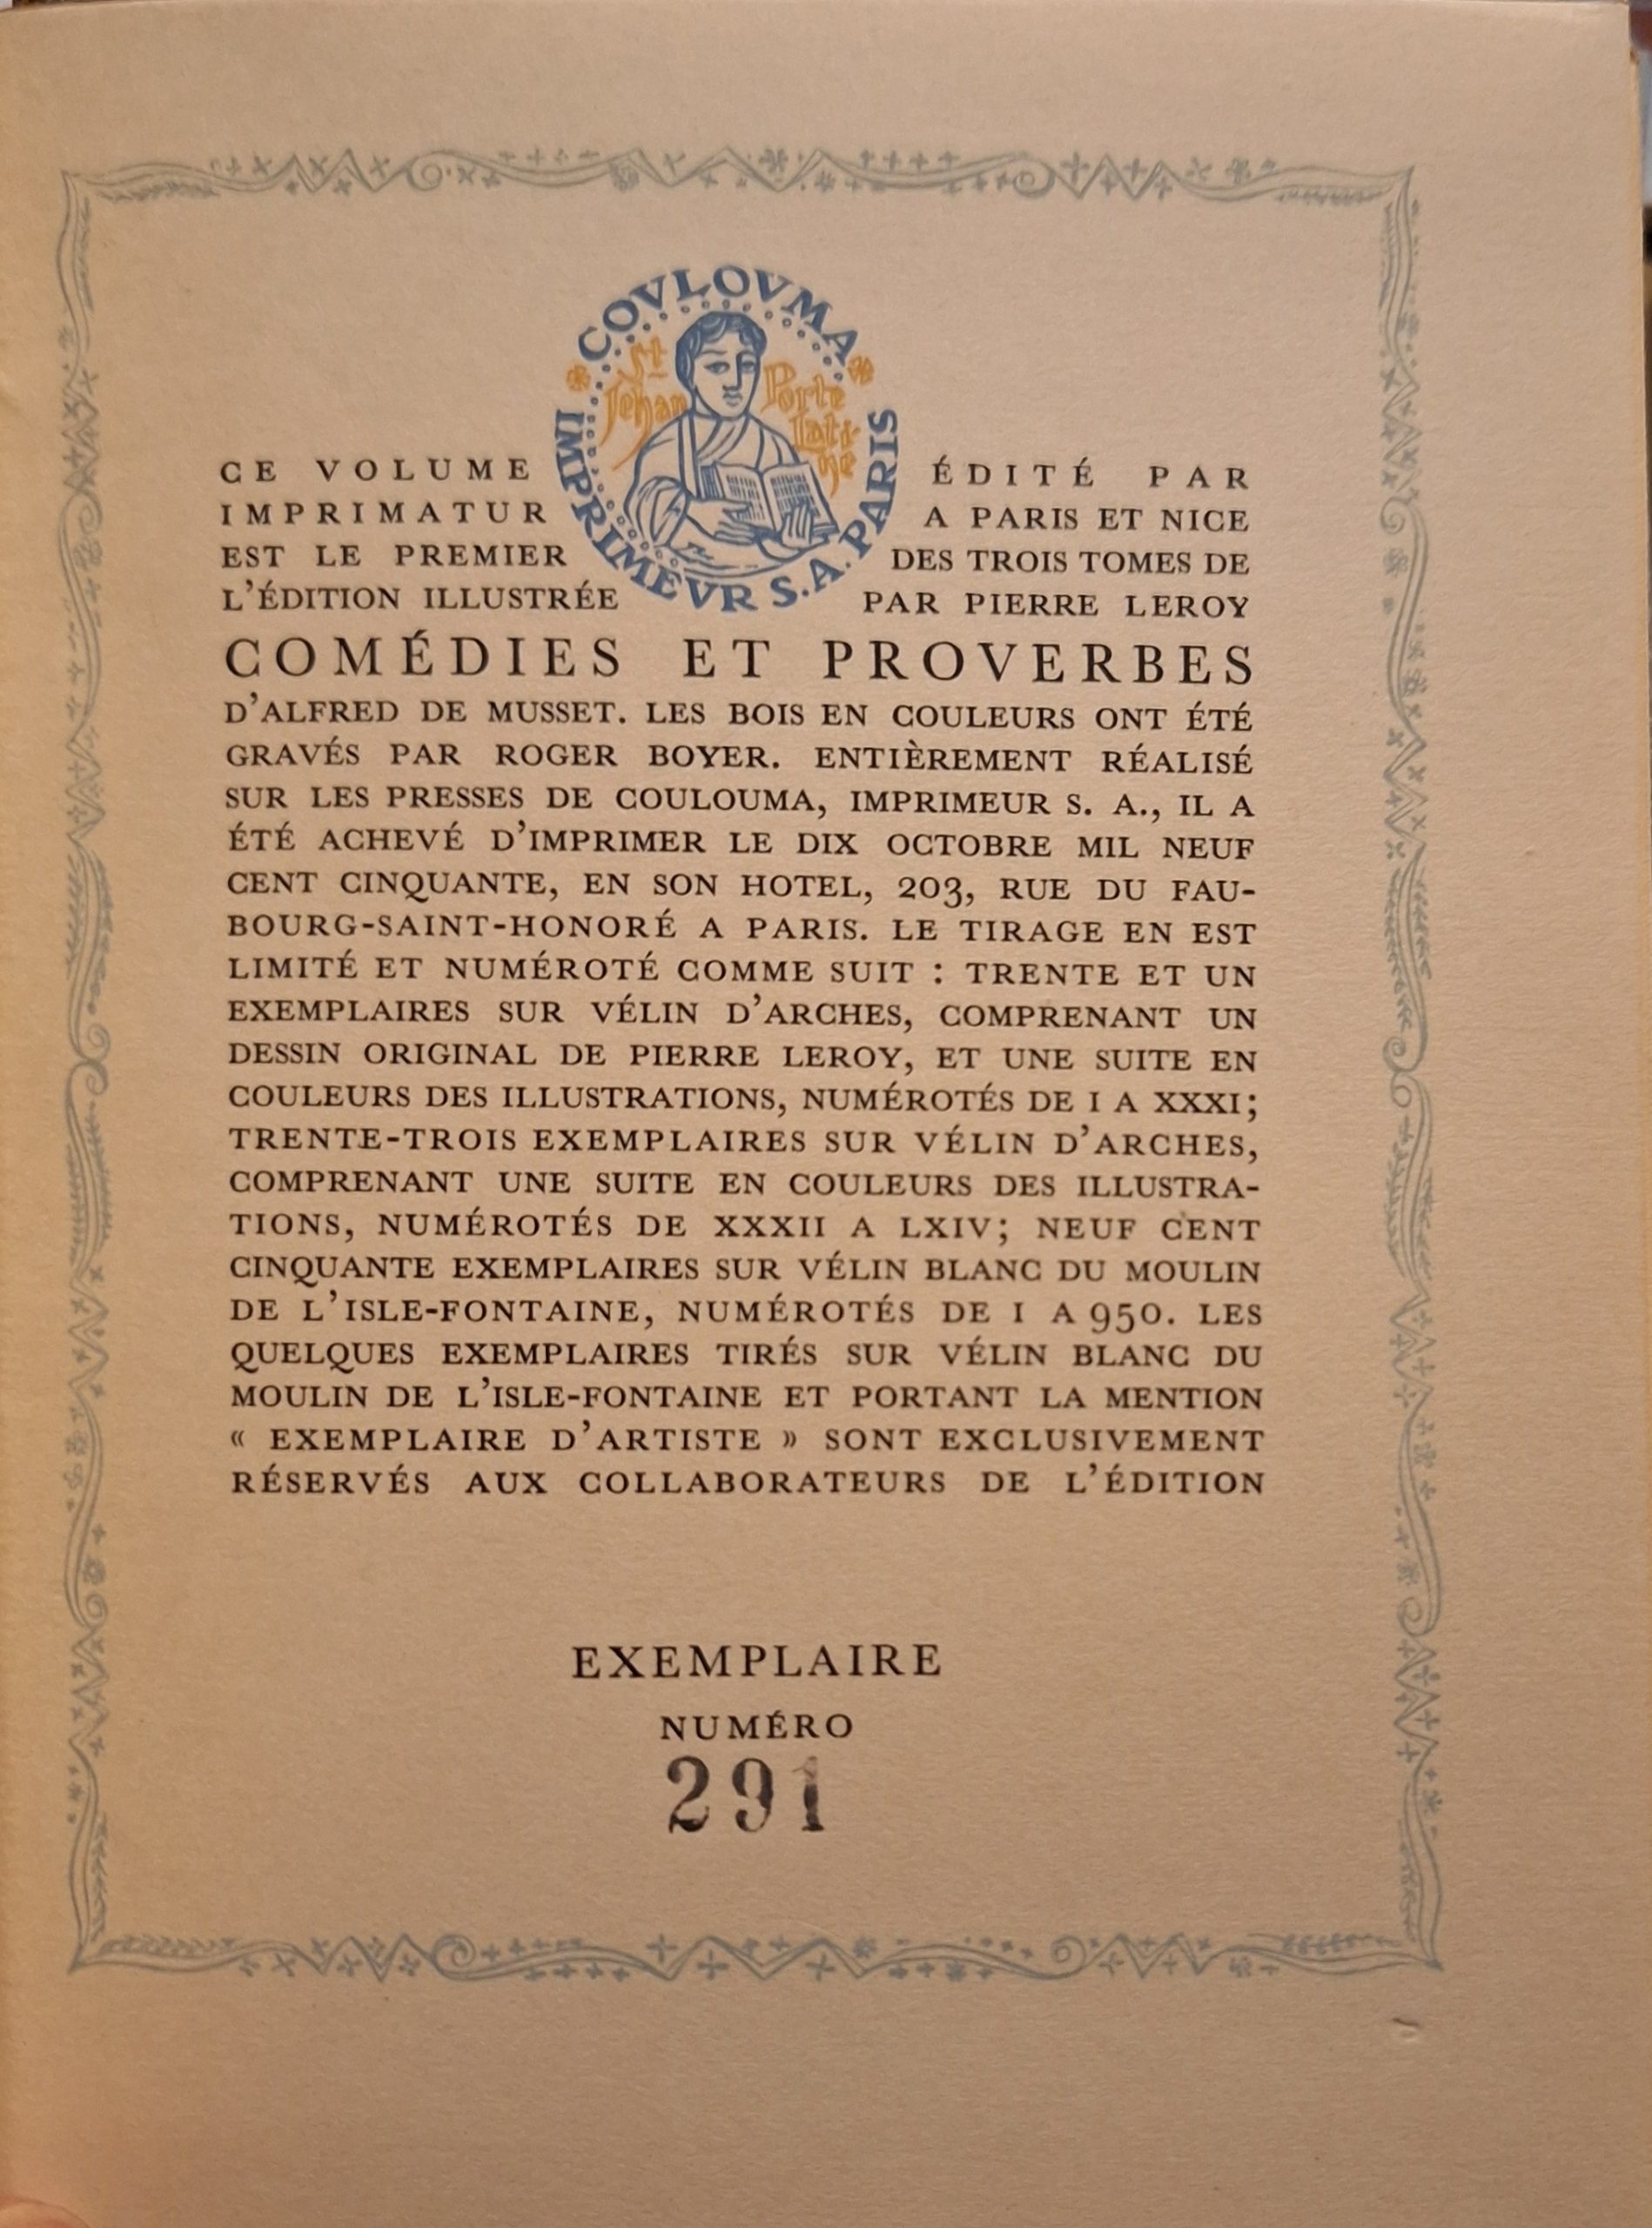 COVLOVMA
IMPRIMEVR S.A. PARIS
St Jehan Porte Latine
CE VOLUME ÉDITÉ PAR
IMPRIMATUR A PARIS ET NICE
EST LE PREMIER DES TROIS TOMES DE
L'ÉDITION ILLUSTRÉE PAR PIERRE LEROY
COMÉDIES ET PROVERBES
D'ALFRED DE MUSSET. LES BOIS EN COULEURS ONT ÉTÉ
GRAVÉS PAR ROGER BOYER. ENTIÈREMENT RÉALISÉ
SUR LES PRESSES DE COULOUMA, IMPRIMEUR S. A., IL A
ÉTÉ ACHEVÉ D'IMPRIMER LE DIX OCTOBRE MIL NEUF
CENT CINQUANTE, EN SON HOTEL, 203, RUE DU FAU-
BOURG-SAINT-HONORÉ A PARIS. LE TIRAGE EN EST
LIMITÉ ET NUMÉROTÉ COMME SUIT : TRENTE ET UN
EXEMPLAIRES SUR VÉLIN D'ARCHES, COMPRENANT UN
DESSIN ORIGINAL DE PIERRE LEROY, ET UNE SUITE EN
COULEURS DES ILLUSTRATIONS, NUMÉROTÉS DE I A XXXI;
TRENTE-TROIS EXEMPLAIRES SUR VÉLIN D'ARCHES,
COMPRENANT UNE SUITE EN COULEURS DES ILLUSTRA-
TIONS, NUMÉROTÉS DE XXXII A LXIV; NEUF CENT
CINQUANTE EXEMPLAIRES SUR VÉLIN BLANC DU MOULIN
DE L'ISLE-FONTAINE, NUMÉROTÉS DE 1 A 950. LES
QUELQUES EXEMPLAIRES TIRÉS SUR VÉLIN BLANC DU
MOULIN DE L'ISLE-FONTAINE ET PORTANT LA MENTION
« EXEMPLAIRE D'ARTISTE » SONT EXCLUSIVEMENT
RÉSERVÉS AUX COLLABORATEURS DE L'ÉDITION
EXEMPLAIRE
NUMÉRO
291